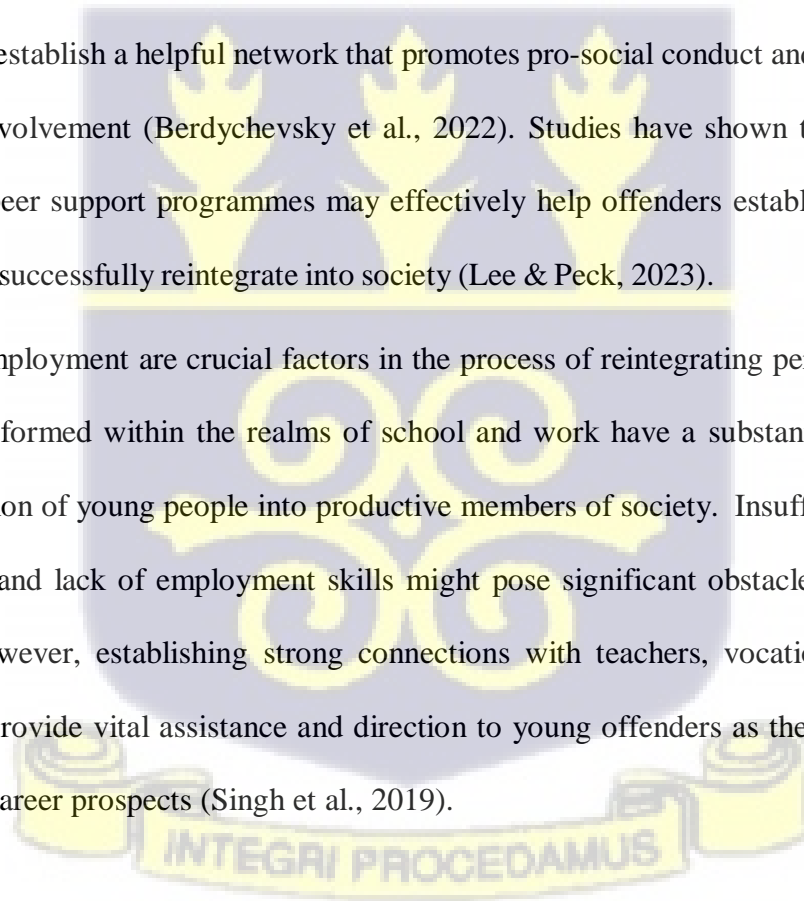 establish a helpful network that promotes pro-social conduct and
volvement (Berdychevsky et al., 2022). Studies have shown t
eer support programmes may effectively help offenders establ
successfully reintegrate into society (Lee & Peck, 2023).
mployment are crucial factors in the process of reintegrating pe
formed within the realms of school and work have a substan
ion of young people into productive members of society. Insuff
and lack of employment skills might pose significant obstacle
wever, establishing strong connections with teachers, vocatio
rovide vital assistance and direction to young offenders as the
areer prospects (Singh et al., 2019).
INTEGRI PROCEDAMUS